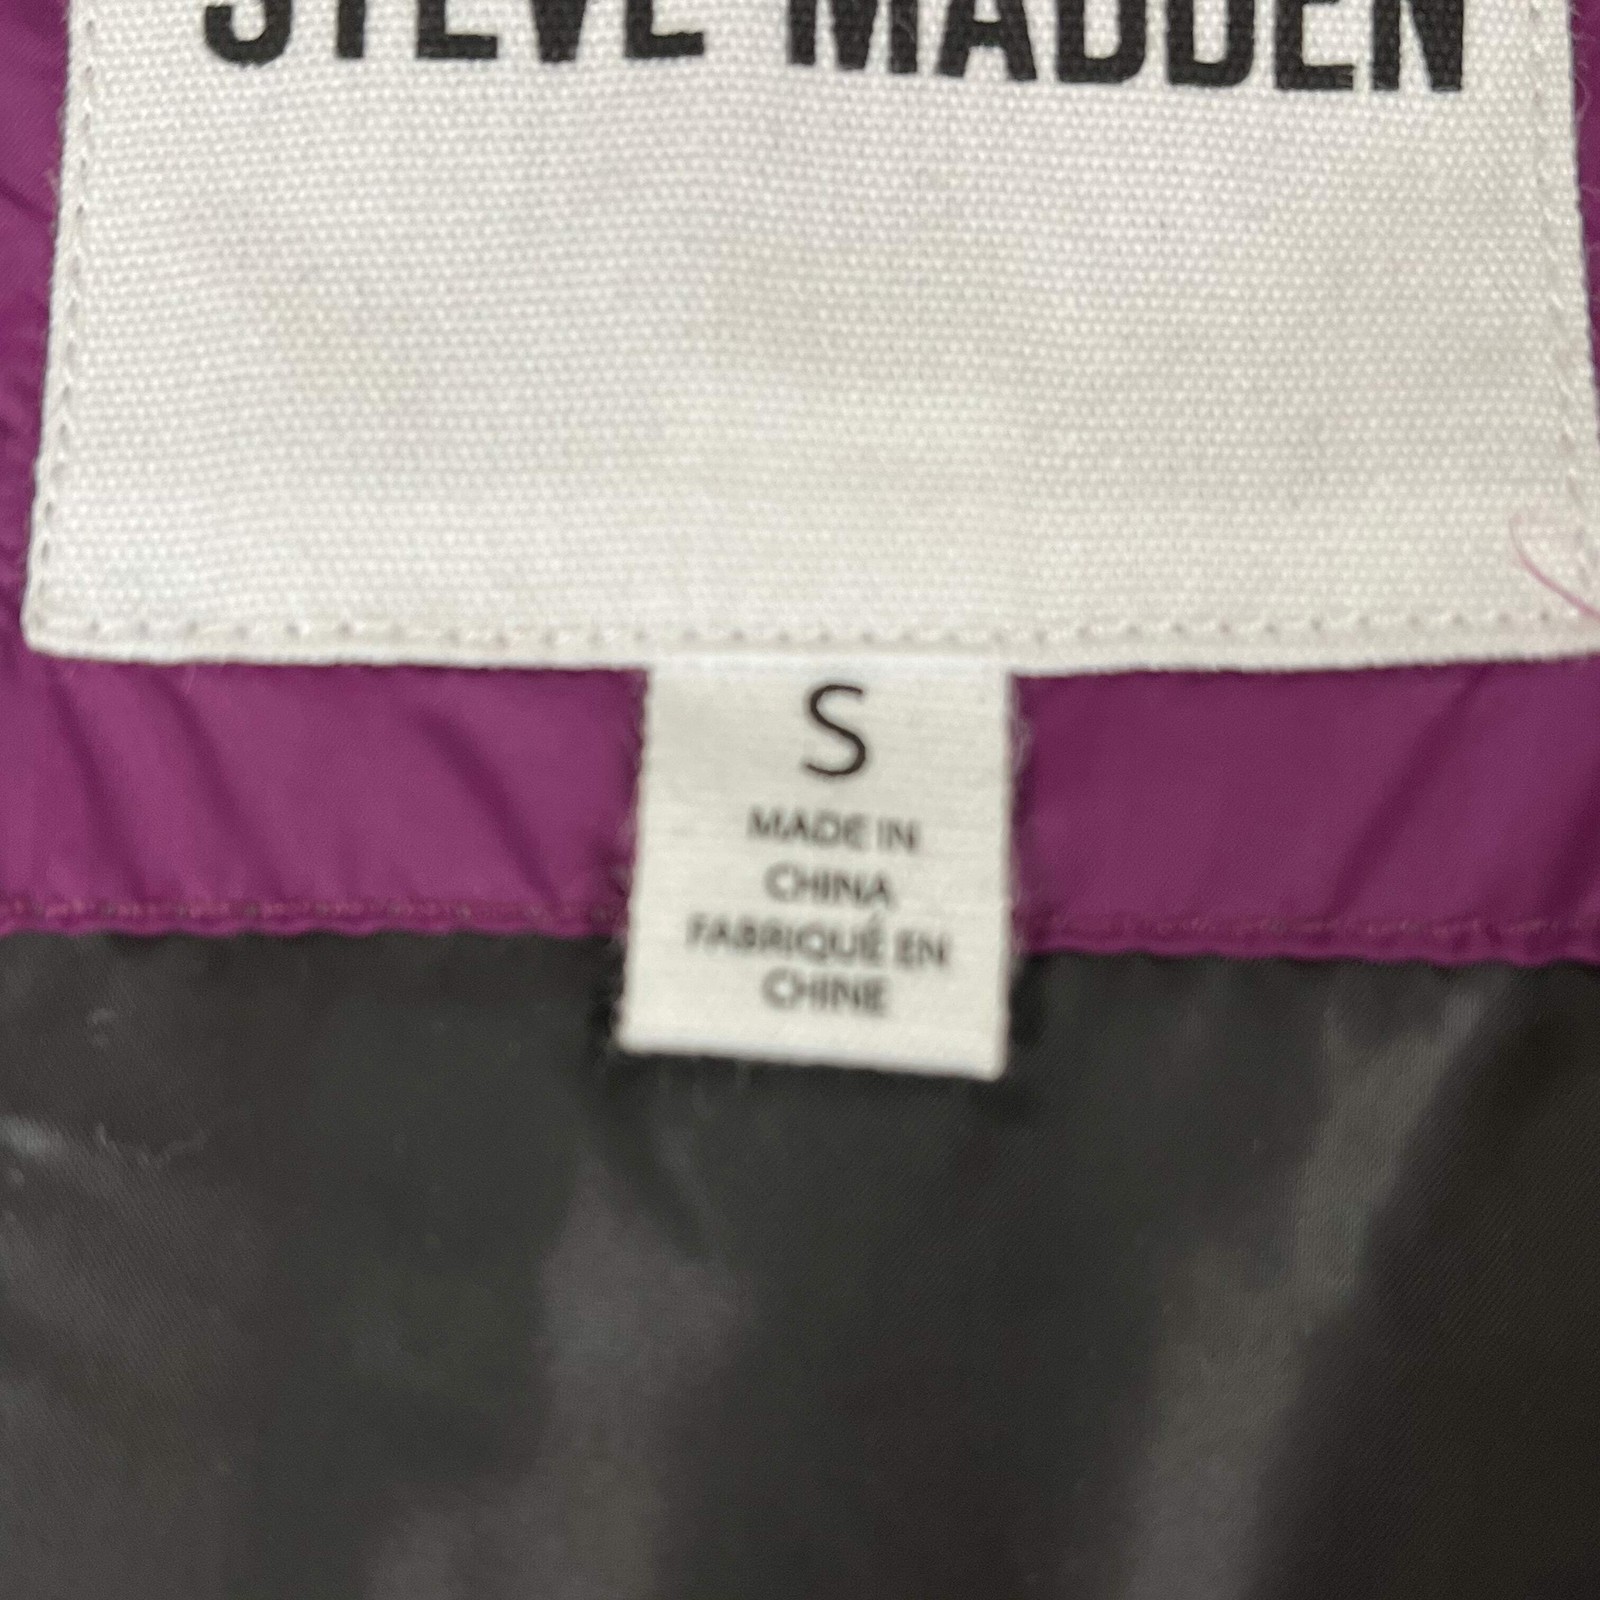 STEVE MADDEN
S
MADE IN
CHINA
FABRIQUÉ EN
CHINE